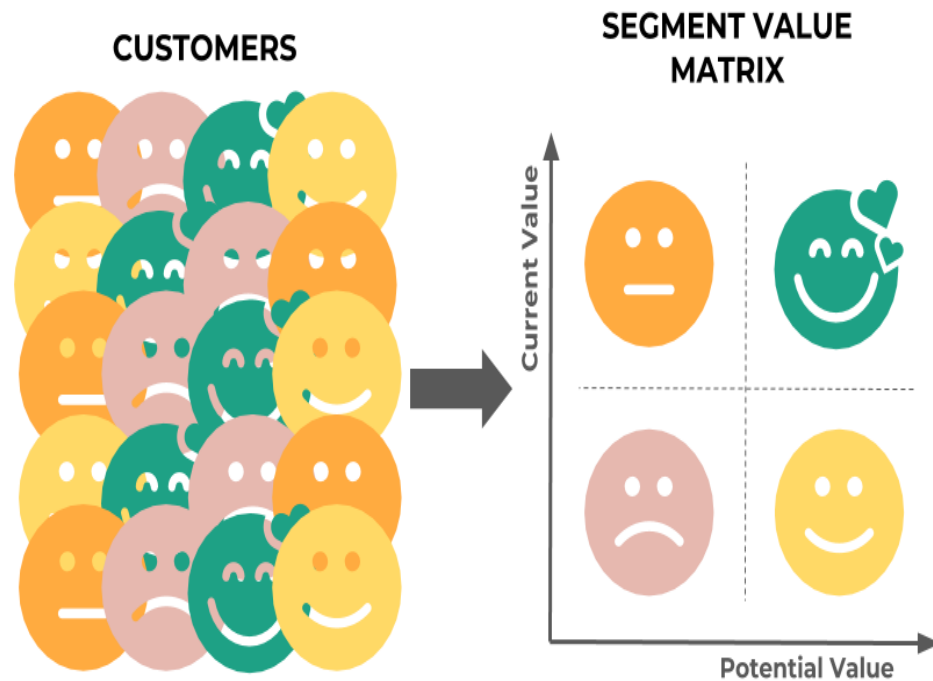 CUSTOMERS
SEGMENT VALUE
MATRIX
Current Value
Potential Value